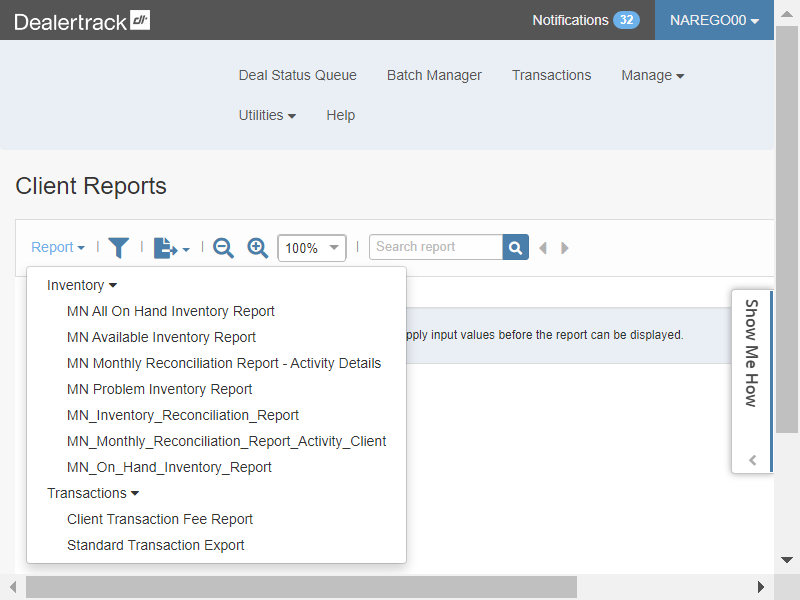 Dealertrack dt
Notifications 32
NAREGO00
Deal Status Queue
Batch Manager
Transactions
Manage
Utilities
Help
Client Reports
Report
100%
Search report
Inventory
MN All On Hand Inventory Report
MN Available Inventory Report
pply input values before the report can be displayed.
MN Monthly Reconciliation Report - Activity Details
MN Problem Inventory Report
MN_Inventory_Reconciliation_Report
MN_Monthly_Reconciliation_Report_Activity_Client
MN_On_Hand_Inventory_Report
Transactions
Client Transaction Fee Report
Standard Transaction Export
Show Me How